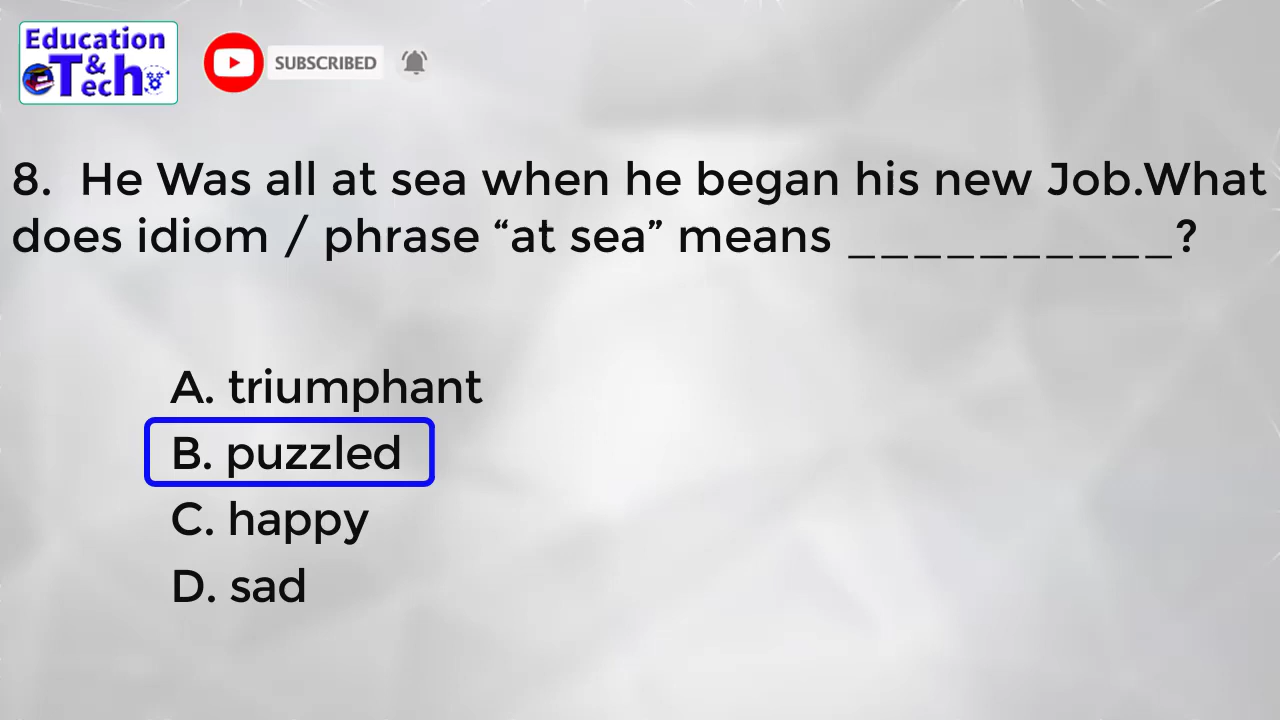 Education
&
Tech
SUBSCRIBED
8. He Was all at sea when he began his new Job.What
does idiom / phrase “at sea” means __________?
A. triumphant
B. puzzled
C. happy
D. sad